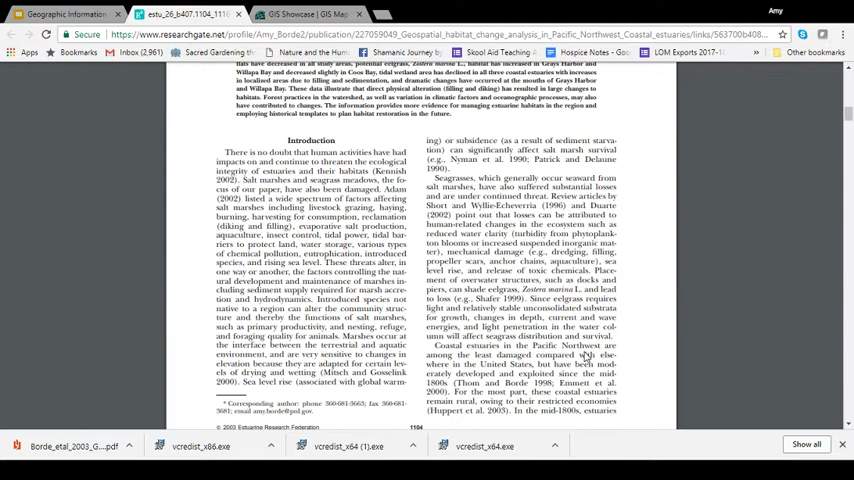 Amy
Geographic Information
estu_26_b407.1104_1116
GIS Showcase | GIS Map
Secure
https://www.researchgate.net/profile/Amy_Borde2/publication/227059049_Geospatial_habitat_change_analysis_in_Pacific_Northwest_Coastal_estuaries/links/563700b408...
Apps
Bookmarks
Inbox (2,961)
Sacred Gardening
Nature and the Hum
Facebook
eelgrass
Skool Aid Teaching
Hospice Notes - Goo
LOM Exports 2017-1
Other bookmarks
flats have decreased in all study areas, potential eelgrass, Zostera marina L., habitat has increased in Grays Harbor and
Willapa Bay and decreased slightly in Coos Bay, tidal wetland area has declined in all three coastal estuaries with increases
in localized areas due to filling and sedimentation, and dramatic changes have occurred at the mouths of Grays Harbor
and Willapa Bay. These data illustrate that direct physical alteration (filling and diking) has resulted in large changes to
habitats. Forest practices in the watershed, as well as variation in climatic factors and oceanographic processes, may also
have contributed to changes. The information provides more evidence for managing estuarine habitats in the region and
employing historical templates to plan habitat restoration in the future.
Introduction
There is no doubt that human activities have had
impacts on and continue to threaten the ecological
integrity of estuaries and their habitats (Kennish
2002). Salt marshes and seagrass meadows, the fo-
cus of our paper, have also been damaged. Adam
(2002) listed a wide spectrum of factors affecting
salt marshes including livestock grazing, haying,
burning, harvesting for consumption, reclamation
(diking and filling), evaporative salt production,
aquaculture, insect control, tidal power, tidal bar-
riers to protect land, water storage, various types
of chemical pollution, eutrophication, introduced
species, and rising sea level. These threats alter, in
one way or another, the factors controlling the nat-
ural development and maintenance of marshes in-
cluding sediment supply required for marsh accre-
tion and hydrodynamics. Introduced species not
native to a region can alter the community struc-
ture and thereby the functions of salt marshes,
such as primary productivity, and nesting, refuge,
and foraging quality for animals. Marshes occur at
the interface between the terrestrial and aquatic
environment, and are very sensitive to changes in
elevation because they are adapted for certain lev-
els of drying and wetting (Mitsch and Gosselink
2000). Sea level rise (associated with global warm-
* Corresponding author: phone 360-681-3663; fax 360-681-
3681; email amy.borde@pnl.gov.
© 2003 Estuarine Research Federation
1104
ing) or subsidence (as a result of sediment starva-
tion) can significantly affect salt marsh survival
(e.g., Nyman et al. 1990; Patrick and Delaune
1990).
Seagrasses, which generally occur seaward from
salt marshes, have also suffered substantial losses
and are under continued threat. Review articles by
Short and Wyllie-Echeverria (1996) and Duarte
(2002) point out that losses can be attributed to
human-related changes in the ecosystem such as
reduced water clarity (turbidity from phytoplank-
ton blooms or increased suspended inorganic mat-
ter), mechanical damage (e.g., dredging, filling,
propeller scars, anchor chains, aquaculture), sea
level rise, and release of toxic chemicals. Place-
ment of overwater structures, such as docks and
piers, can shade eelgrass, Zostera marina L. and lead
to loss (e.g., Shafer 1999). Since eelgrass requires
light and relatively stable unconsolidated substrata
for growth, changes in depth, current and wave
energies, and light penetration in the water col-
umn will affect seagrass distribution and survival.
Coastal estuaries in the Pacific Northwest are
among the least damaged compared with else-
where in the United States, but have been mod-
erately developed and exploited since the mid-
1800s (Thom and Borde 1998; Emmett et al.
2000). For the most part, these coastal estuaries
remain rural, owing to their restricted economies
(Huppert et al. 2003). In the mid-1800s, estuaries
Borde_etal_2003_G....pdf
vcredist_x86.exe
vcredist_x64 (1).exe
vcredist_x64.exe
Show all